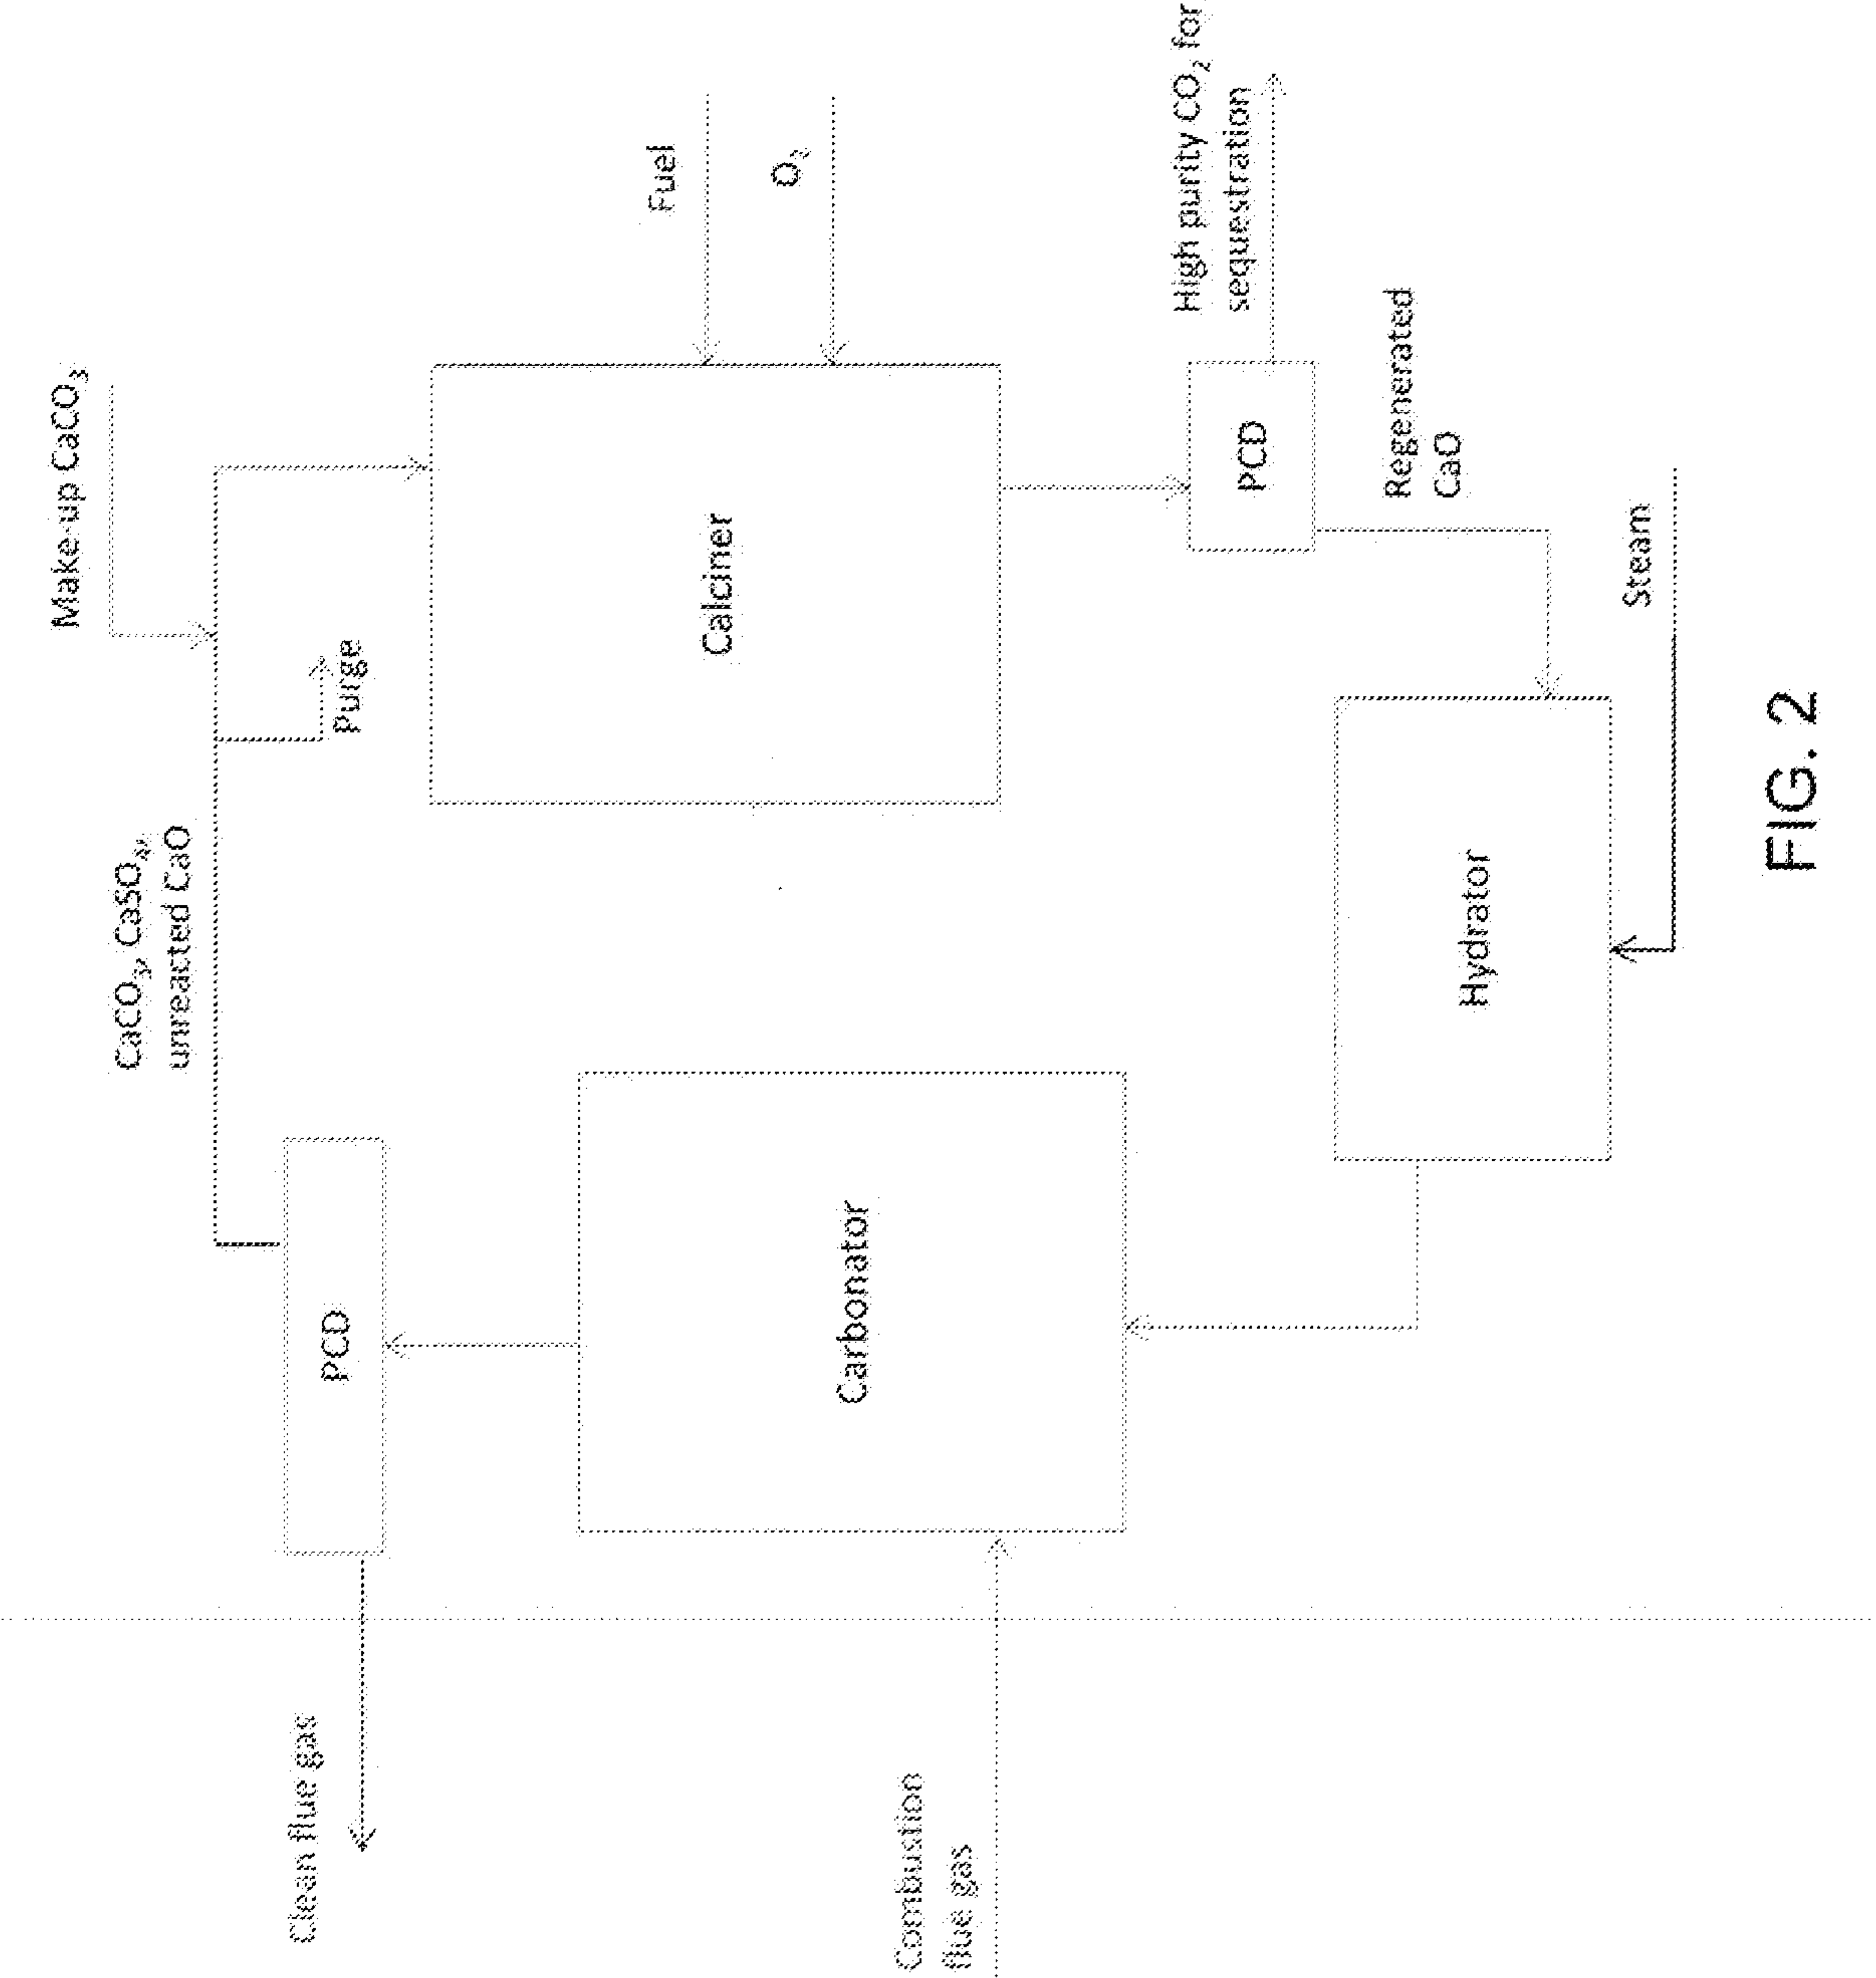 Make-up CaCO₃
CaCO₃, CaSO₄,
unreacted CaO
Purge
Clean flue gas
PCD
Fuel
O₂
Calciner
Carbonator
Combustion
flue gas
High purity CO₂ for
sequestration
PCD
Regenerated
CaO
Hydrator
Steam
FIG. 2